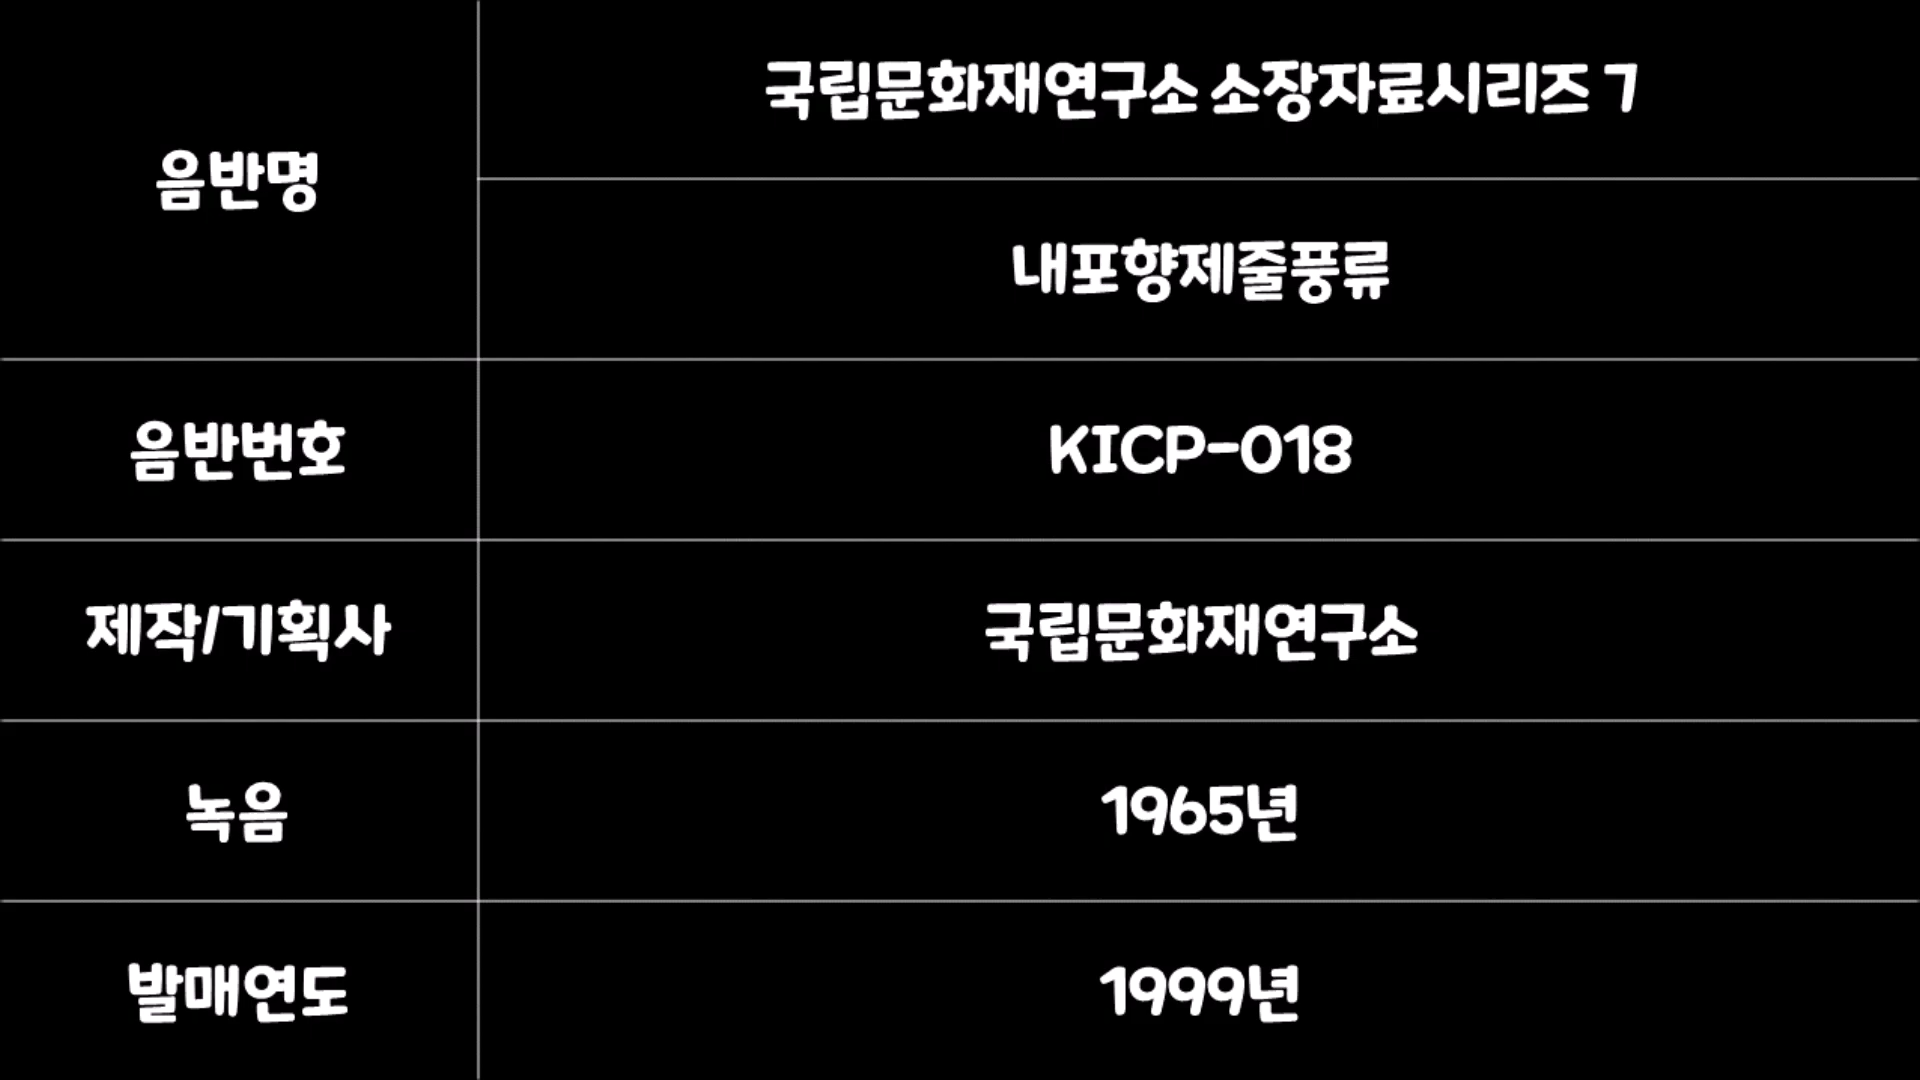 음반명
국립문화재연구소 소장자료시리즈 7
내포향제줄풍류
음반번호
KICP-018
제작/기획사
국립문화재연구소
녹음
1965년
발매연도
1999년